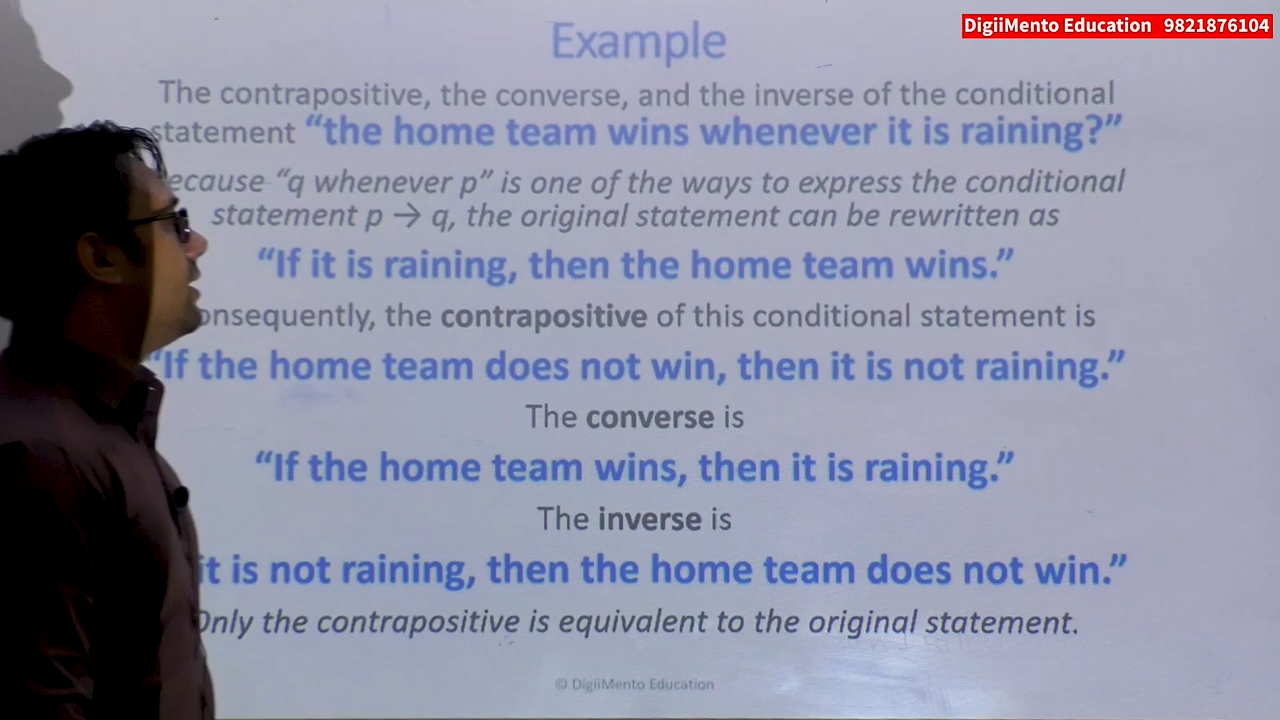 DigiiMento Education 9821876104
Example
The contrapositive, the converse, and the inverse of the conditional
statement “the home team wins whenever it is raining?”
ecause “q whenever p” is one of the ways to express the conditional
statement p → q, the original statement can be rewritten as
“If it is raining, then the home team wins.”
onsequently, the contrapositive of this conditional statement is
“If the home team does not win, then it is not raining.”
The converse is
“If the home team wins, then it is raining.”
The inverse is
it is not raining, then the home team does not win.”
Only the contrapositive is equivalent to the original statement.
© DigiiMento Education